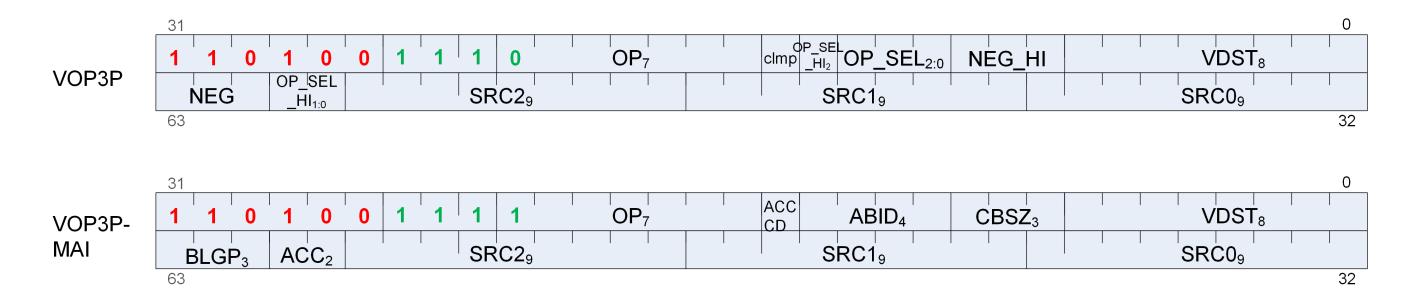 31 0
VOP3P
1 1 0 1 0 0 1 1 1 0 OP7 clmp OP_SEL_HI2 OP_SEL2:0 NEG_HI VDST8
NEG OP_SEL_HI1:0 SRC29 SRC19 SRC09
63 32
31 0
VOP3P-MAI
1 1 0 1 0 0 1 1 1 1 OP7 ACC CD ABID4 CBSZ3 VDST8
BLGP3 ACC2 SRC29 SRC19 SRC09
63 32